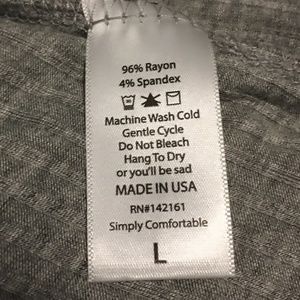 96% Rayon
4% Spandex
Machine Wash Cold
Gentle Cycle
Do Not Bleach
Hang To Dry
or you'll be sad
MADE IN USA
RN#142161
Simply Comfortable
L